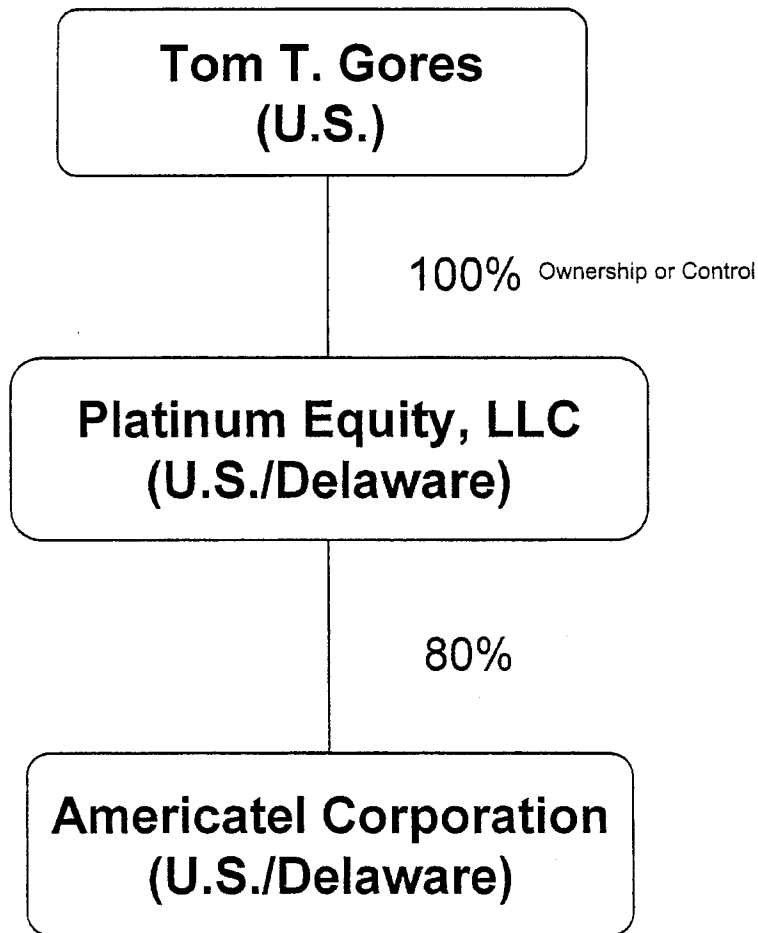 Tom T. Gores
(U.S.)
100% Ownership or Control
Platinum Equity, LLC
(U.S./Delaware)
80%
Americatel Corporation
(U.S./Delaware)